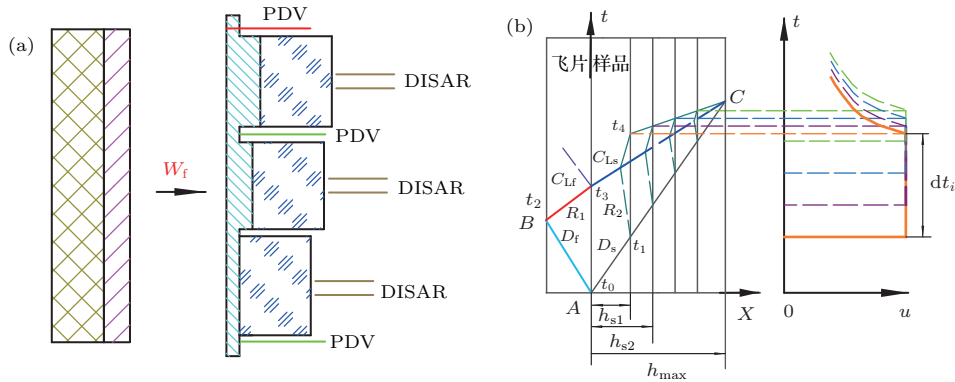 (a)
PDV
DISAR
PDV
W_f
DISAR
DISAR
PDV
(b)
t
飞片 样品
C
t_4
C_Ls
C_Lf
t_3
t_2
R_1
R_2
B
D_f
D_s
t_1
t_0
A
X
h_s1
h_s2
h_max
t
dt_i
0
u